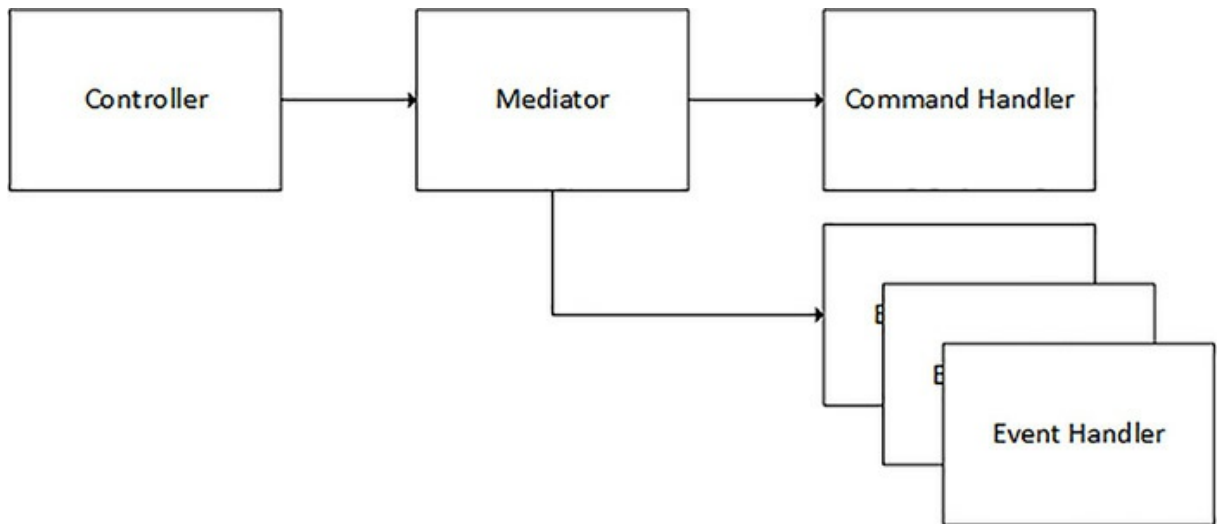 Controller
Mediator
Command Handler
E
E
Event Handler